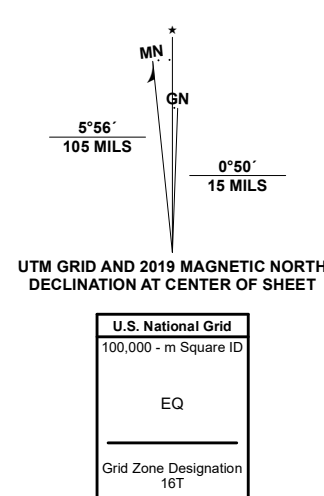 ★
MN
GN
5°56´
105 MILS
0°50´
15 MILS
UTM GRID AND 2019 MAGNETIC NORTH
DECLINATION AT CENTER OF SHEET
U.S. National Grid
100,000 - m Square ID
EQ
Grid Zone Designation
16T